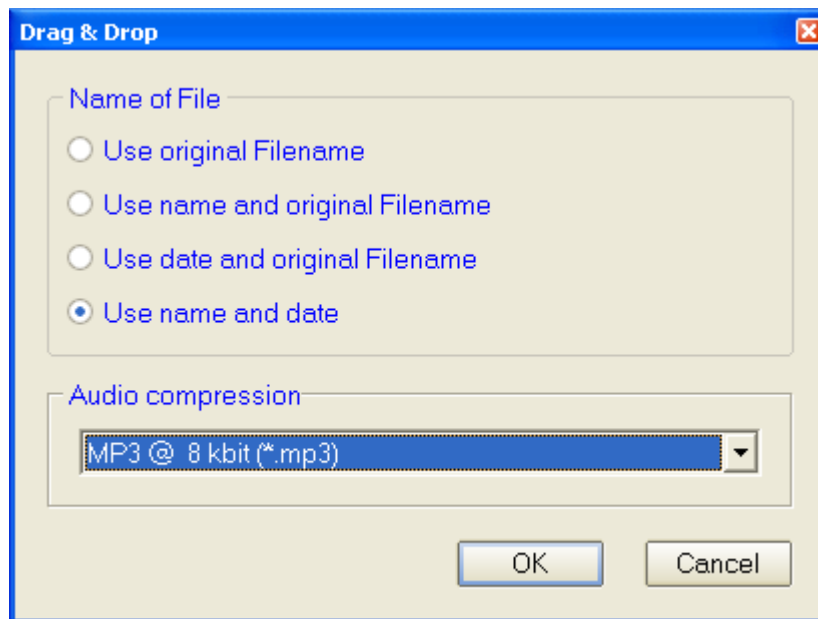 Drag & Drop
Name of File
Use original Filename
Use name and original Filename
Use date and original Filename
Use name and date
Audio compression
MP3 @  8 kbit (*.mp3)
OK
Cancel